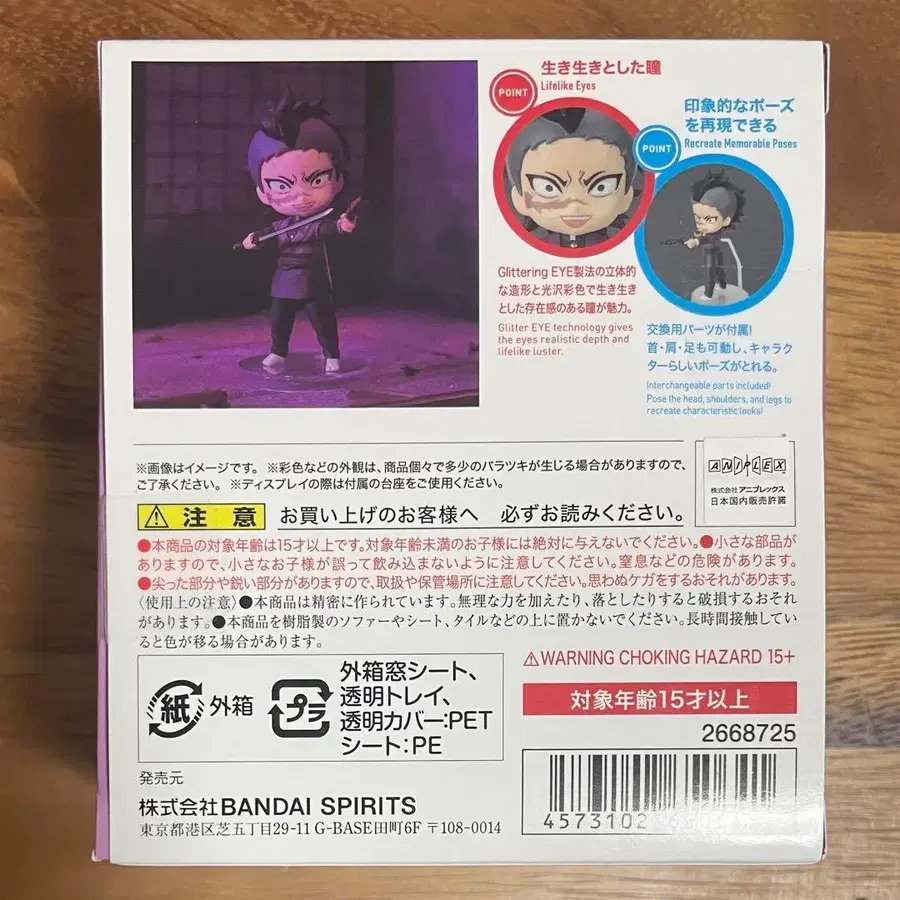 POINT
生き生きとした瞳
Lifelike Eyes
POINT
印象的なポーズ
を再現できる
Recreate Memorable Poses
Glittering EYE製法の立体的
な造形と光沢彩色で生き生き
とした存在感のある瞳が魅力。
Glitter EYE technology gives
the eyes realistic depth and
lifelike luster.
交換用パーツが付属!
首・肩・足も可動し、キャラク
ターらしいポーズがとれる。
Interchangeable parts included!
Pose the head, shoulders, and legs to
recreate characteristic looks!
※画像はイメージです。 ※彩色などの外観は、商品個々で多少のバラツキが生じる場合がありますので、
ご了承ください。 ※ディスプレイの際は付属の台座をご使用ください。
ANIPLEX
株式会社 アニプレックス
日本国内販売許諾
注 意 お買い上げのお客様へ 必ずお読みください。
●本商品の対象年齢は15才以上です。対象年齢未満のお子様には絶対に与えないでください。●小さな部品が
ありますので、小さなお子様が誤って飲み込まないように注意してください。窒息などの危険があります。
●尖った部分や鋭い部分がありますので、取扱や保管場所に注意してください。思わぬケガをするおそれがあります。
〈使用上の注意〉●本商品は精密に作られています。無理な力を加えたり、落としたりすると破損するおそれ
があります。●本商品を樹脂製のソファーやシート、タイルなどの上に置かないでください。長時間接触してい
ると色が移る場合があります。
紙 外箱
プラ
外箱窓シート、
透明トレイ、
透明カバー:PET
シート:PE
⚠WARNING CHOKING HAZARD 15+
対象年齢15才以上
2668725
4573102
発売元
株式会社BANDAI SPIRITS
東京都港区芝五丁目29-11 G-BASE田町6F 〒108-0014